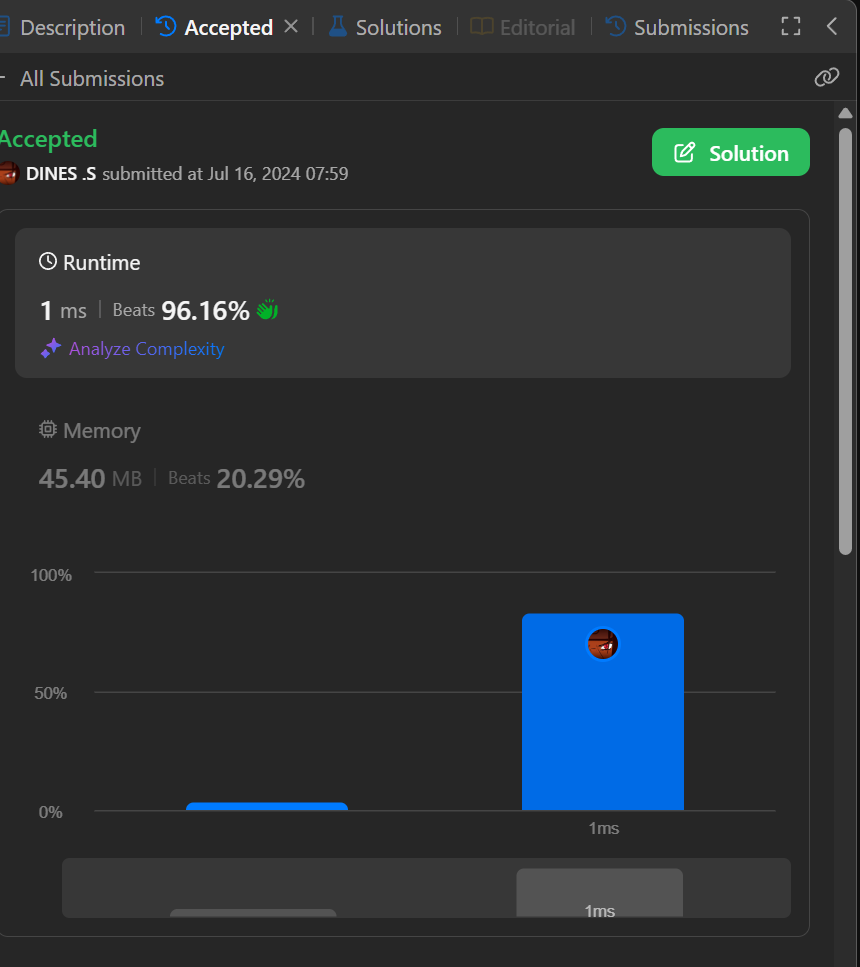 Description Accepted Solutions Editorial Submissions
All Submissions
Accepted
Solution
DINES .S submitted at Jul 16, 2024 07:59
Runtime
1 ms Beats 96.16%
Analyze Complexity
Memory
45.40 MB Beats 20.29%
100%
50%
0%
1ms
1ms